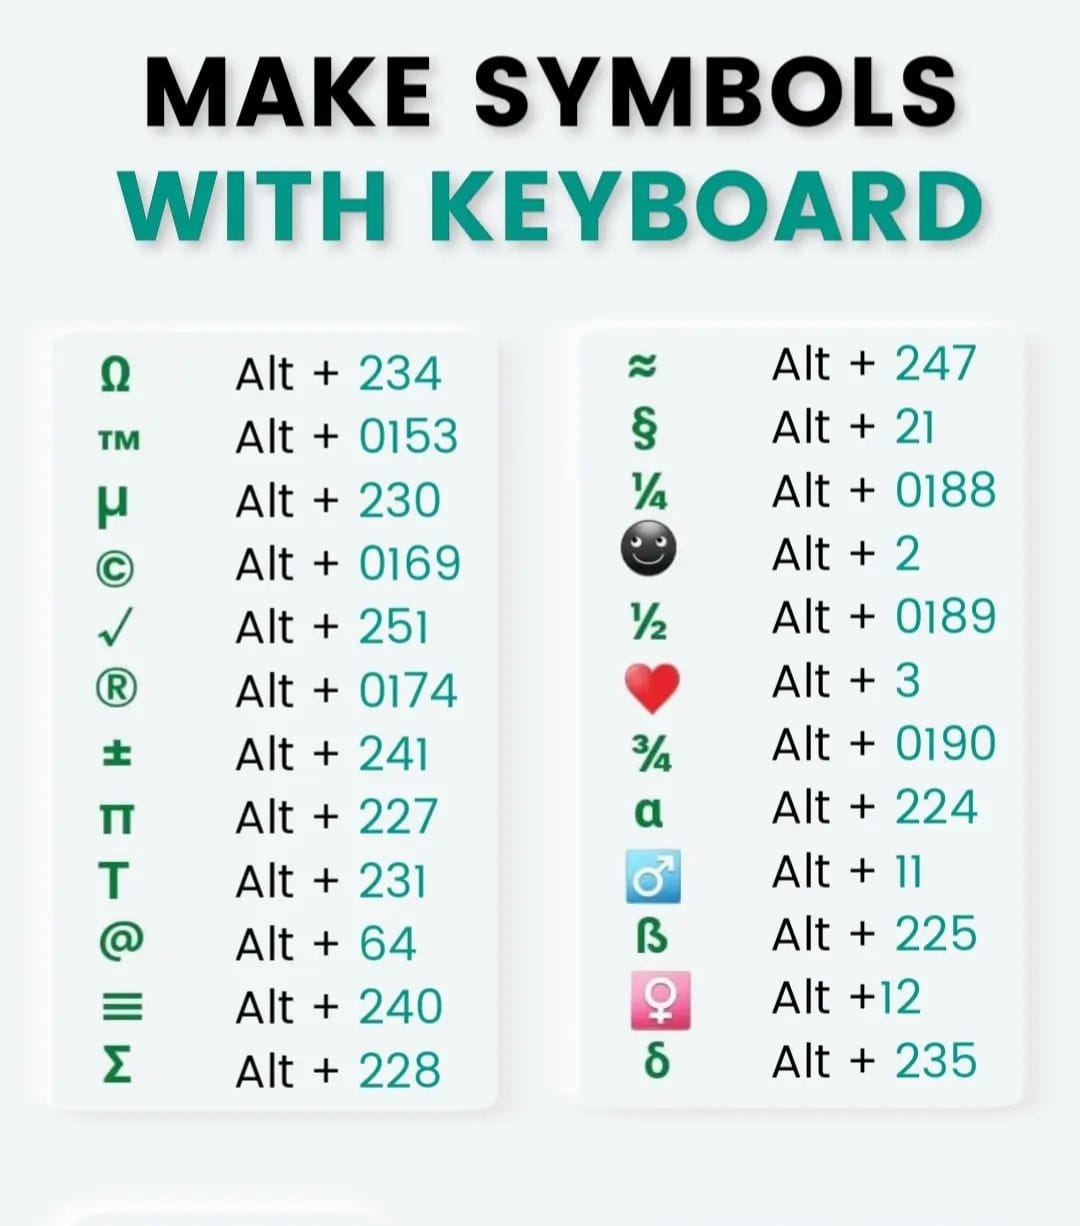 MAKE SYMBOLS
WITH KEYBOARD
Ω Alt + 234
TM Alt + 0153
µ Alt + 230
© Alt + 0169
√ Alt + 251
® Alt + 0174
± Alt + 241
π Alt + 227
Τ Alt + 231
@ Alt + 64
≡ Alt + 240
Σ Alt + 228
≈ Alt + 247
§ Alt + 21
¼ Alt + 0188
☻ Alt + 2
½ Alt + 0189
♥ Alt + 3
¾ Alt + 0190
α Alt + 224
♂ Alt + 11
ß Alt + 225
♀ Alt +12
δ Alt + 235